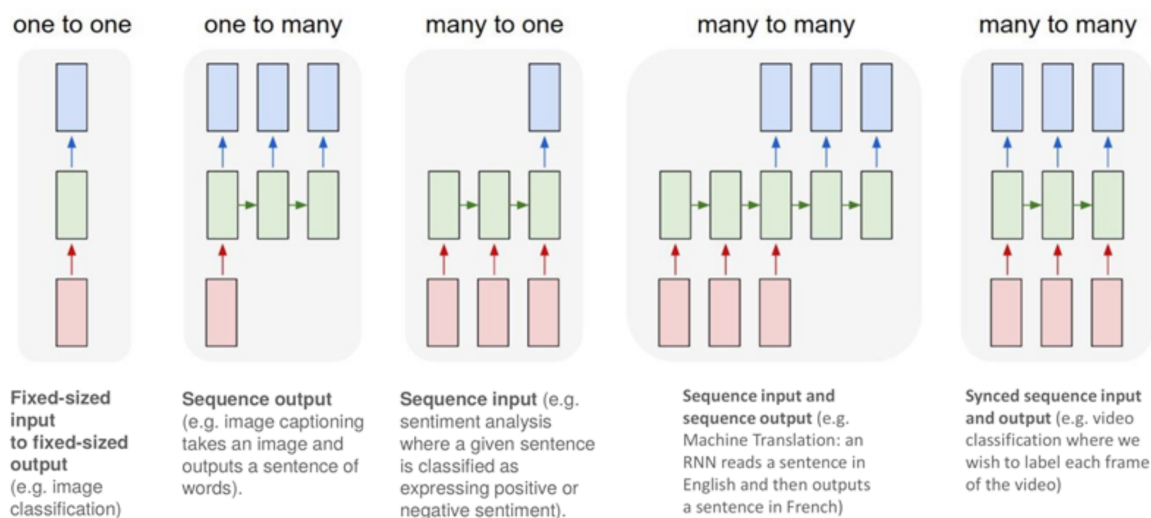 one to one
one to many
many to one
many to many
many to many
Fixed-sized
input
to fixed-sized
output
(e.g. image
classification)
Sequence output
(e.g. image captioning
takes an image and
outputs a sentence of
words).
Sequence input (e.g.
sentiment analysis
where a given sentence
is classified as
expressing positive or
negative sentiment).
Sequence input and
sequence output (e.g.
Machine Translation: an
RNN reads a sentence in
English and then outputs
a sentence in French)
Synced sequence input
and output (e.g. video
classification where we
wish to label each frame
of the video)